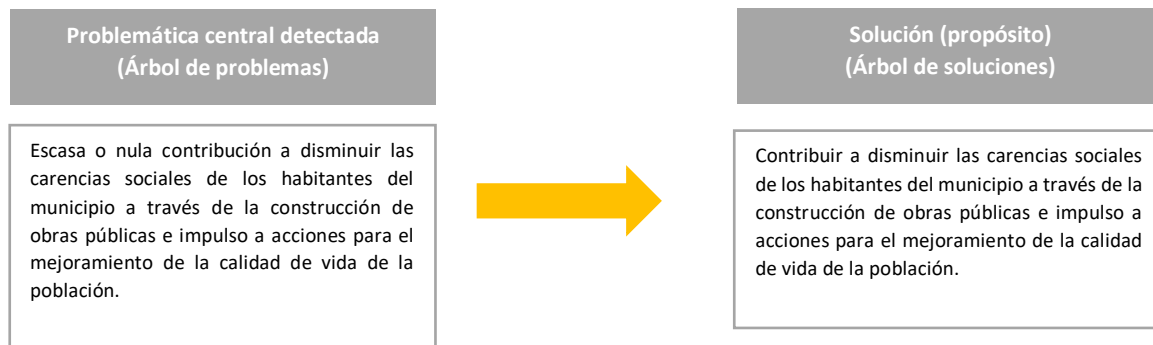 Problemática central detectada
(Árbol de problemas)
Escasa o nula contribución a disminuir las
carencias sociales de los habitantes del
municipio a través de la construcción de
obras públicas e impulso a acciones para el
mejoramiento de la calidad de vida de la
población.
Solución (propósito)
(Árbol de soluciones)
Contribuir a disminuir las carencias sociales
de los habitantes del municipio a través de la
construcción de obras públicas e impulso a
acciones para el mejoramiento de la calidad
de vida de la población.